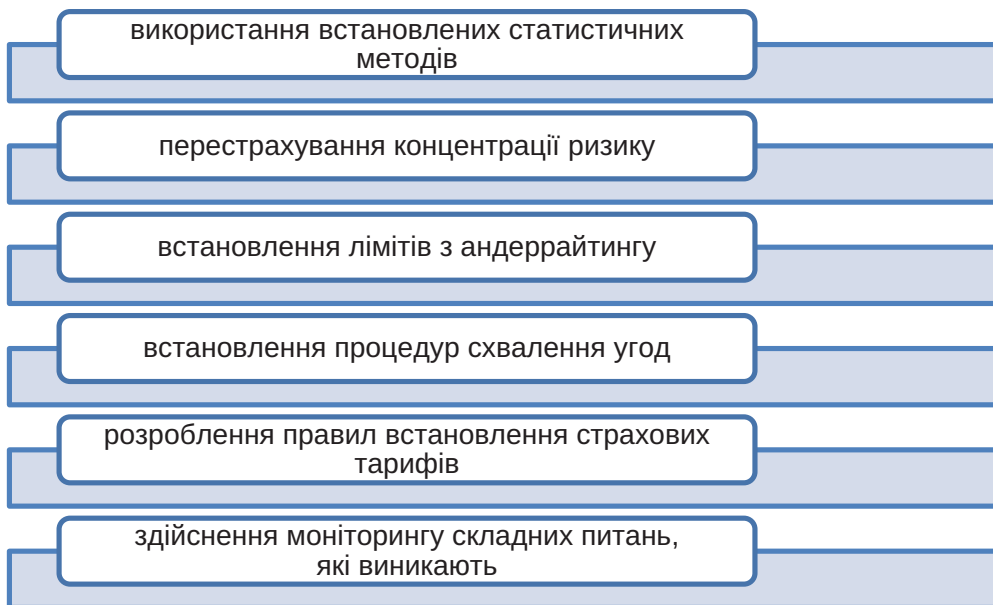 використання встановлених статистичних
методів
перестрахування концентрації ризику
встановлення лімітів з андеррайтингу
встановлення процедур схвалення угод
розроблення правил встановлення страхових
тарифів
здійснення моніторингу складних питань,
які виникають